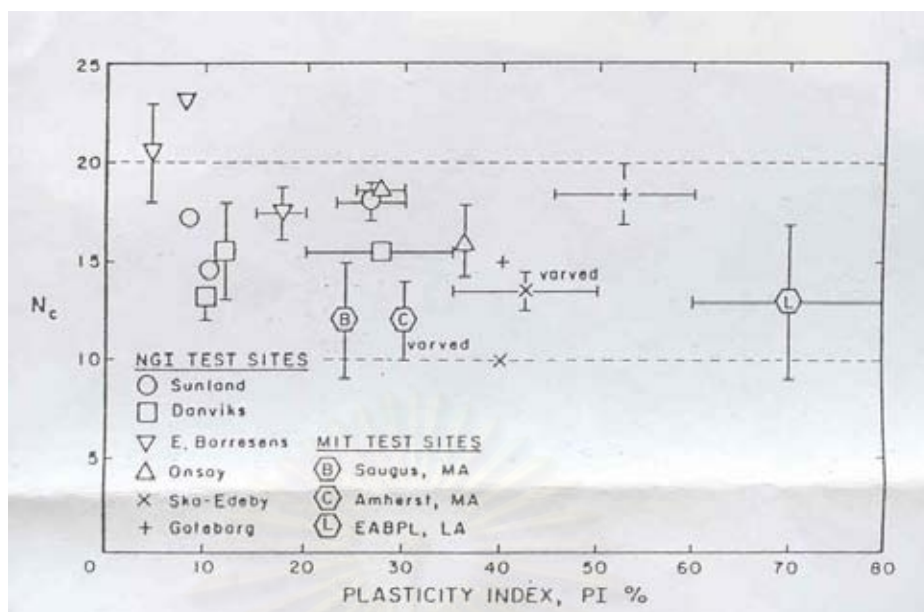 25
20
15
N_c
10
5
0 10 20 30 40 50 60 70 80
PLASTICITY INDEX, PI %
B
C
L
varved
varved
NGI TEST SITES
Sunland
Danviks
E. Borresens
Onsoy
Ska-Edeby
Goteborg
MIT TEST SITES
B Saugus, MA
C Amherst, MA
L EABPL, LA